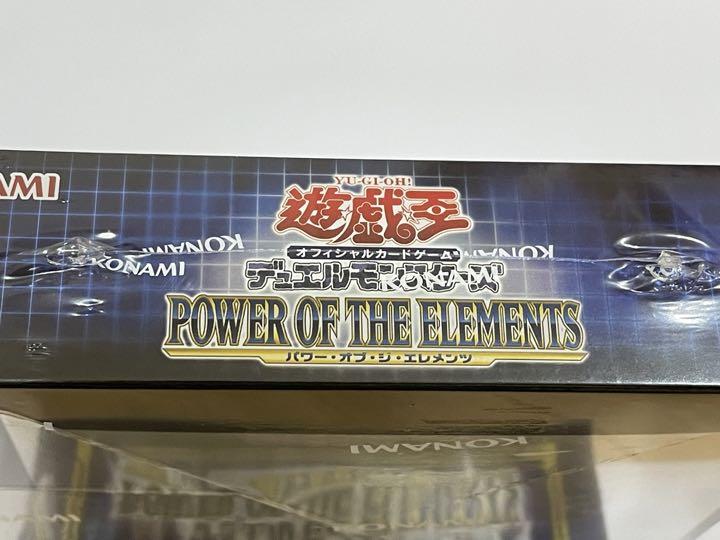 AMI
YU-GI-OH!
遊戯王
オフィシャルカードゲーム
KONAMI
KONAMI
KONAMI
デュエルモンスターズ
KONAMI
POWER OF THE ELEMENTS
パワー・オブ・ジ・エレメンツ
KONAMI
KONAMI